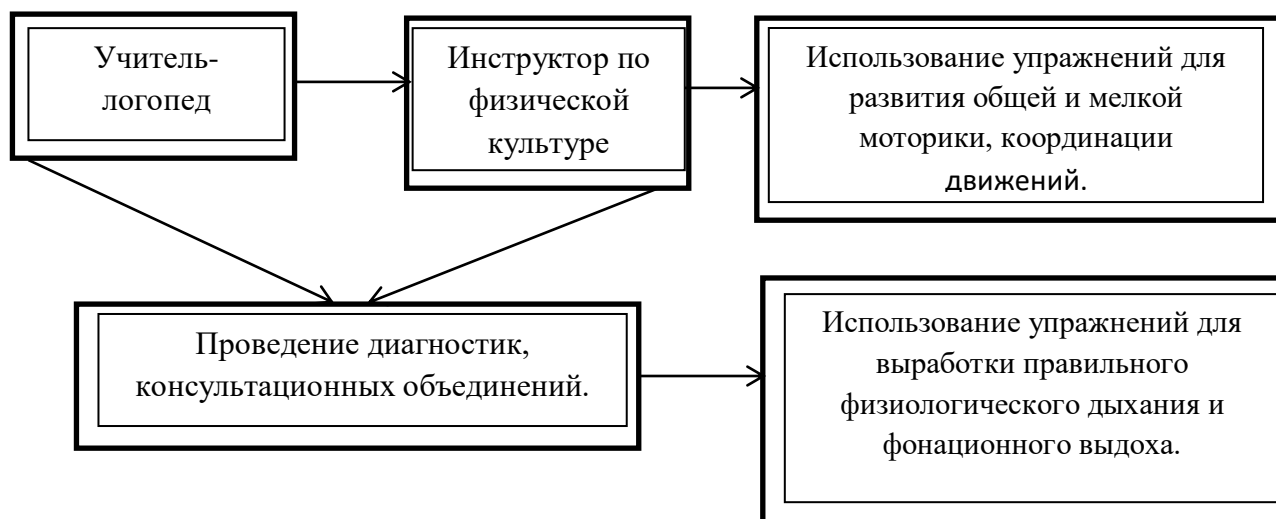 Учитель-
логопед
Инструктор по
физической
культуре
Использование упражнений для
развития общей и мелкой
моторики, координации
движений.
Проведение диагностик,
консультационных объединений.
Использование упражнений для
выработки правильного
физиологического дыхания и
фонационного выдоха.